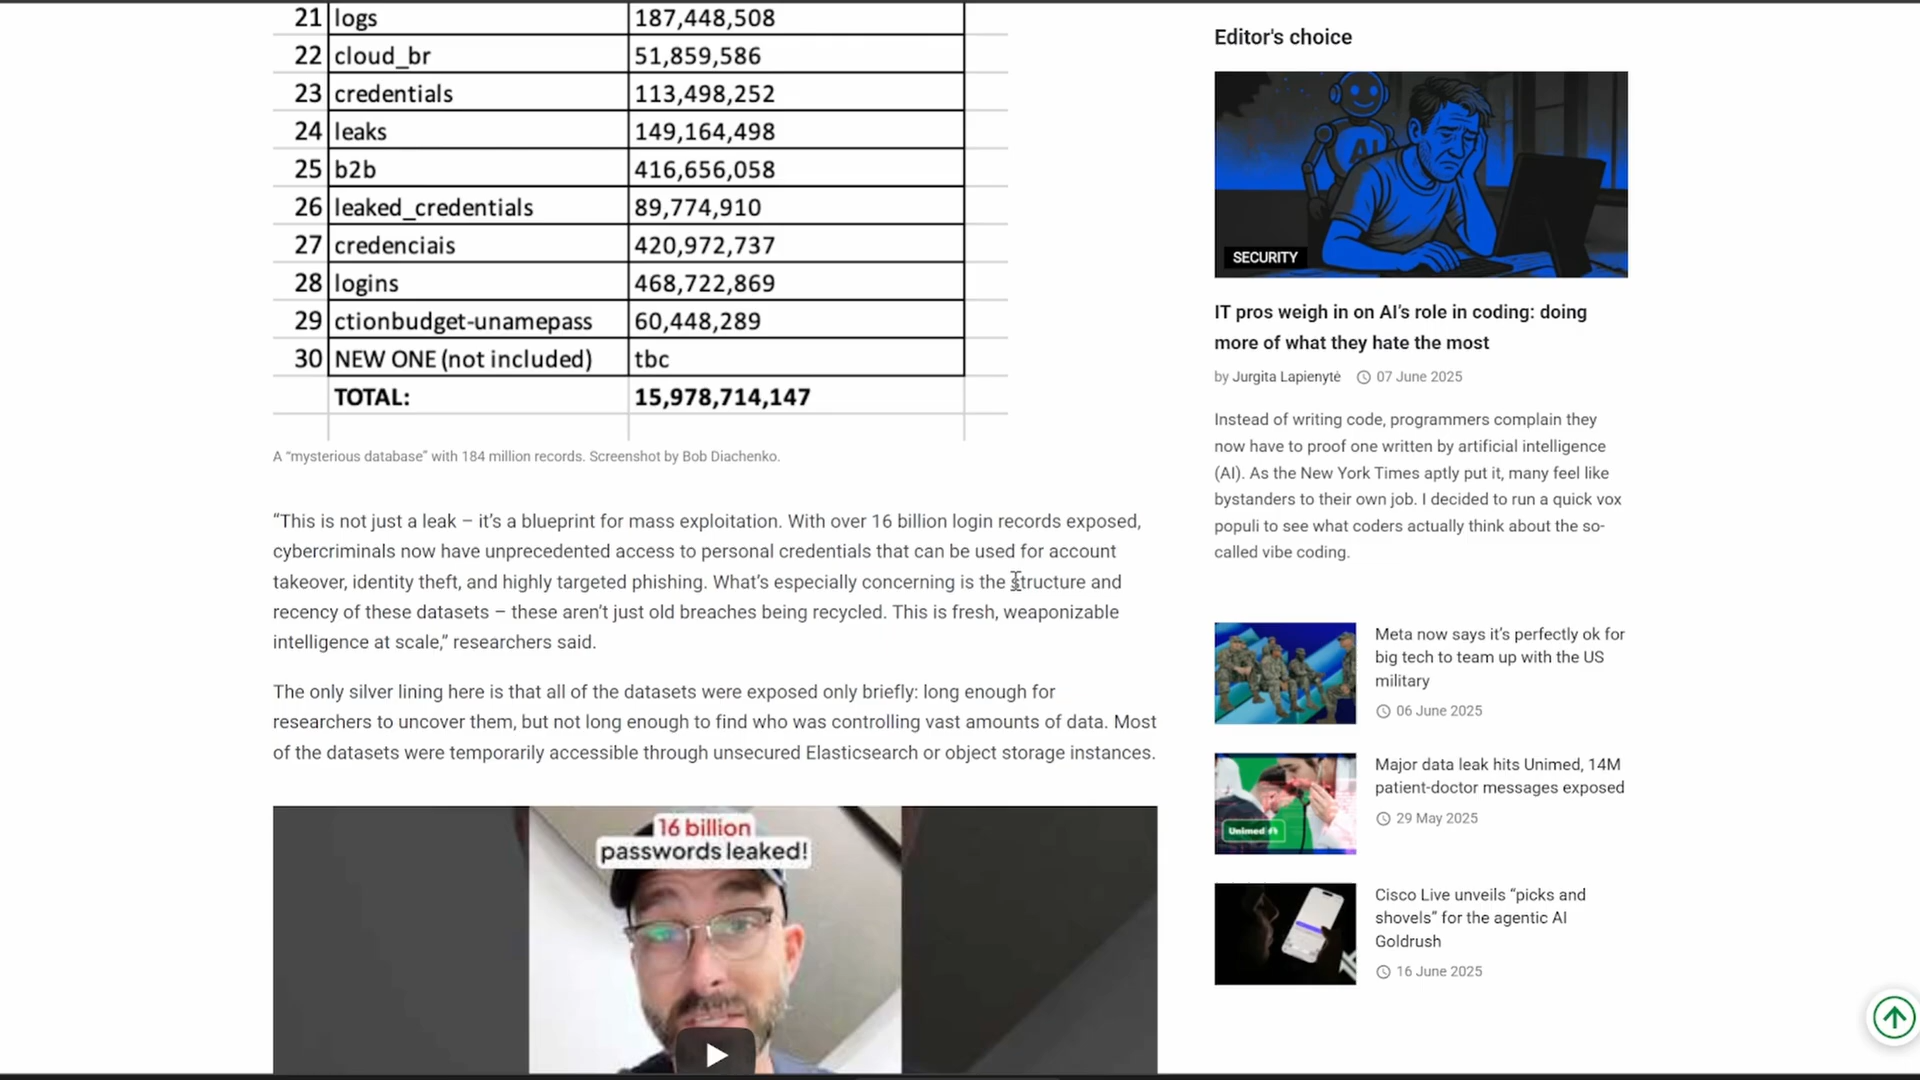 21 logs 187,448,508
22 cloud_br 51,859,586
23 credentials 113,498,252
24 leaks 149,164,498
25 b2b 416,656,058
26 leaked_credentials 89,774,910
27 credenciais 420,972,737
28 logins 468,722,869
29 ctionbudget-unamepass 60,448,289
30 NEW ONE (not included) tbc
TOTAL: 15,978,714,147
A “mysterious database” with 184 million records. Screenshot by Bob Diachenko.
“This is not just a leak – it’s a blueprint for mass exploitation. With over 16 billion login records exposed,
cybercriminals now have unprecedented access to personal credentials that can be used for account
takeover, identity theft, and highly targeted phishing. What’s especially concerning is the structure and
recency of these datasets – these aren’t just old breaches being recycled. This is fresh, weaponizable
intelligence at scale,” researchers said.
The only silver lining here is that all of the datasets were exposed only briefly: long enough for
researchers to uncover them, but not long enough to find who was controlling vast amounts of data. Most
of the datasets were temporarily accessible through unsecured Elasticsearch or object storage instances.
16 billion
passwords leaked!
Editor's choice
AI
SECURITY
IT pros weigh in on AI’s role in coding: doing
more of what they hate the most
by Jurgita Lapienytė 07 June 2025
Instead of writing code, programmers complain they
now have to proof one written by artificial intelligence
(AI). As the New York Times aptly put it, many feel like
bystanders to their own job. I decided to run a quick vox
populi to see what coders actually think about the so-
called vibe coding.
Meta now says it’s perfectly ok for
big tech to team up with the US
military
06 June 2025
Unimed
Major data leak hits Unimed, 14M
patient-doctor messages exposed
29 May 2025
Cisco Live unveils “picks and
shovels” for the agentic AI
Goldrush
16 June 2025